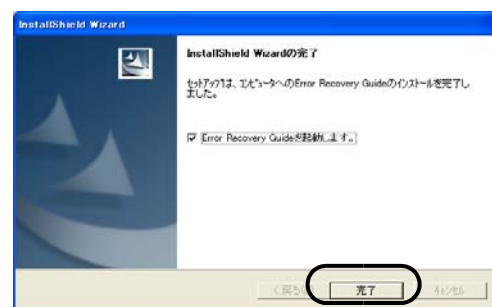 InstallShield Wizard
InstallShield Wizardの完了
セットアップは、コンピュータへのError Recovery Guideのインストールを完了し
ました。
Error Recovery Guideを起動します。
< 戻る(B)
完了
キャンセル